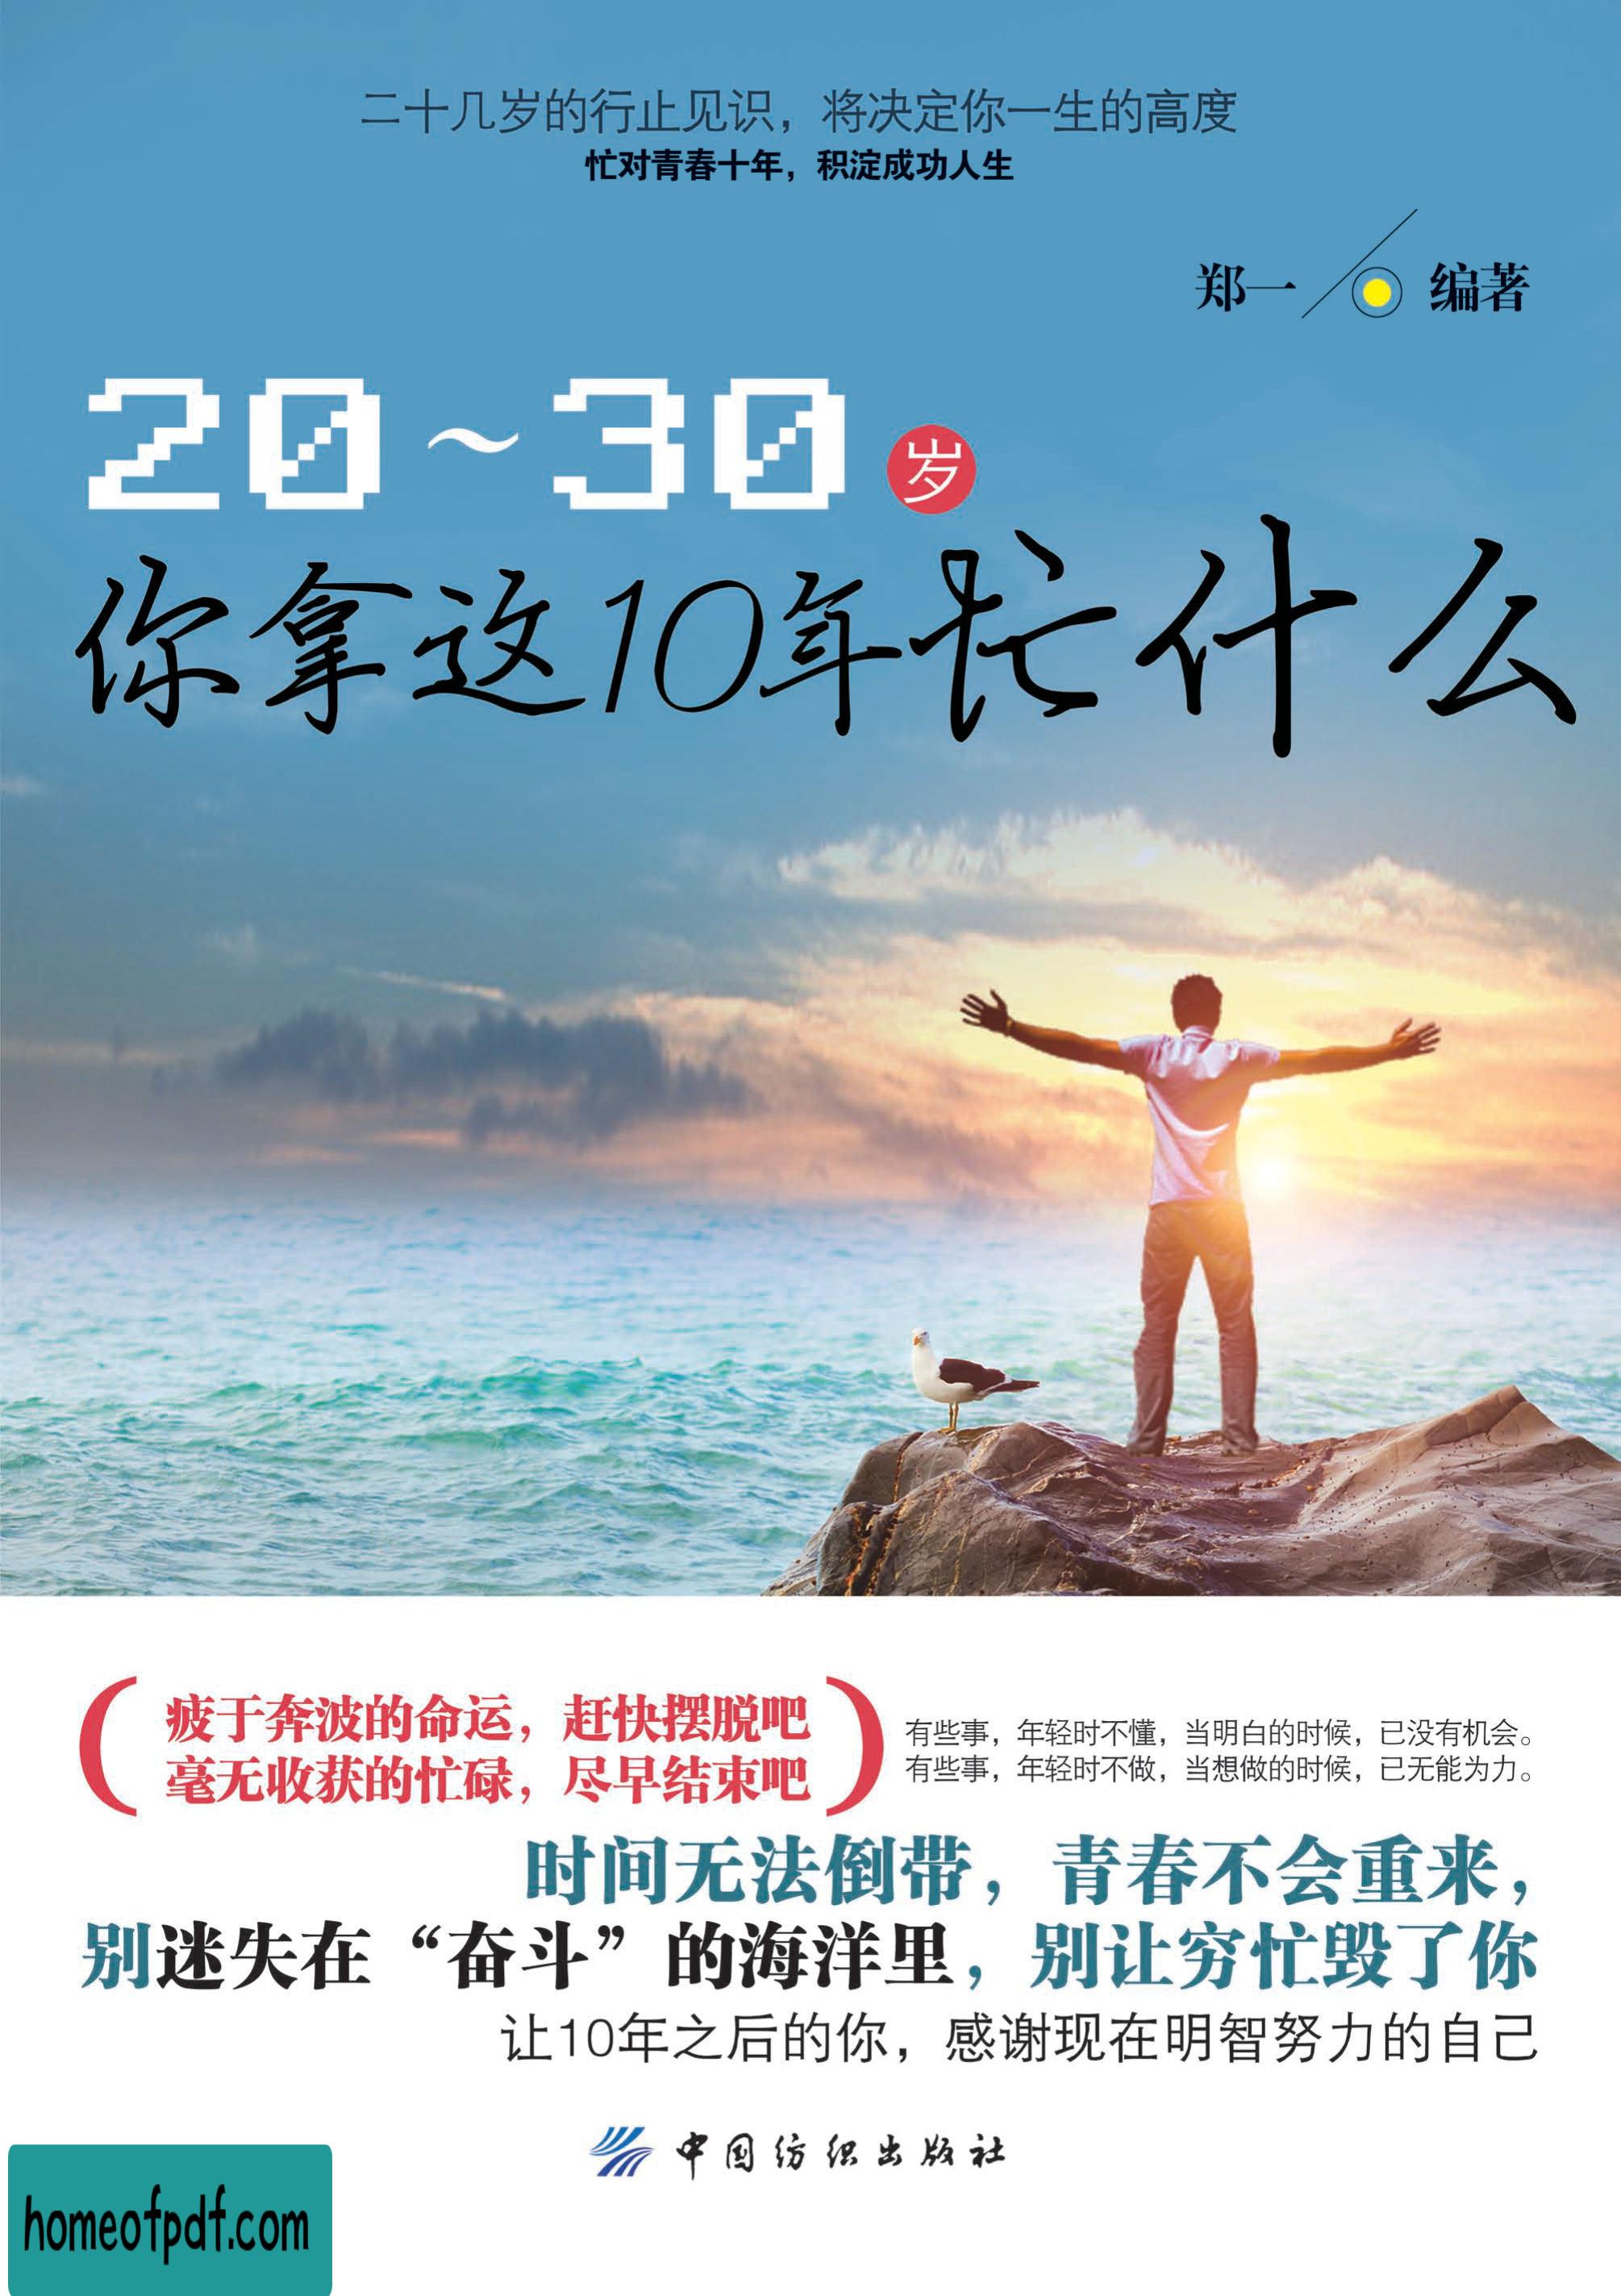 二十几岁的行止见识，将决定你一生的高度
忙对青春十年，积淀成功人生
郑一 编著
20~30岁
你拿这10年忙什么
疲于奔波的命运，赶快摆脱吧
毫无收获的忙碌，尽早结束吧
有些事，年轻时不懂，当明白的时候，已没有机会。
有些事，年轻时不做，当想做的时候，已无能为力。
时间无法倒带，青春不会重来，
别迷失在“奋斗”的海洋里，别让穷忙毁了你
让10年之后的你，感谢现在明智努力的自己
中国纺织出版社
homeofpdf.com